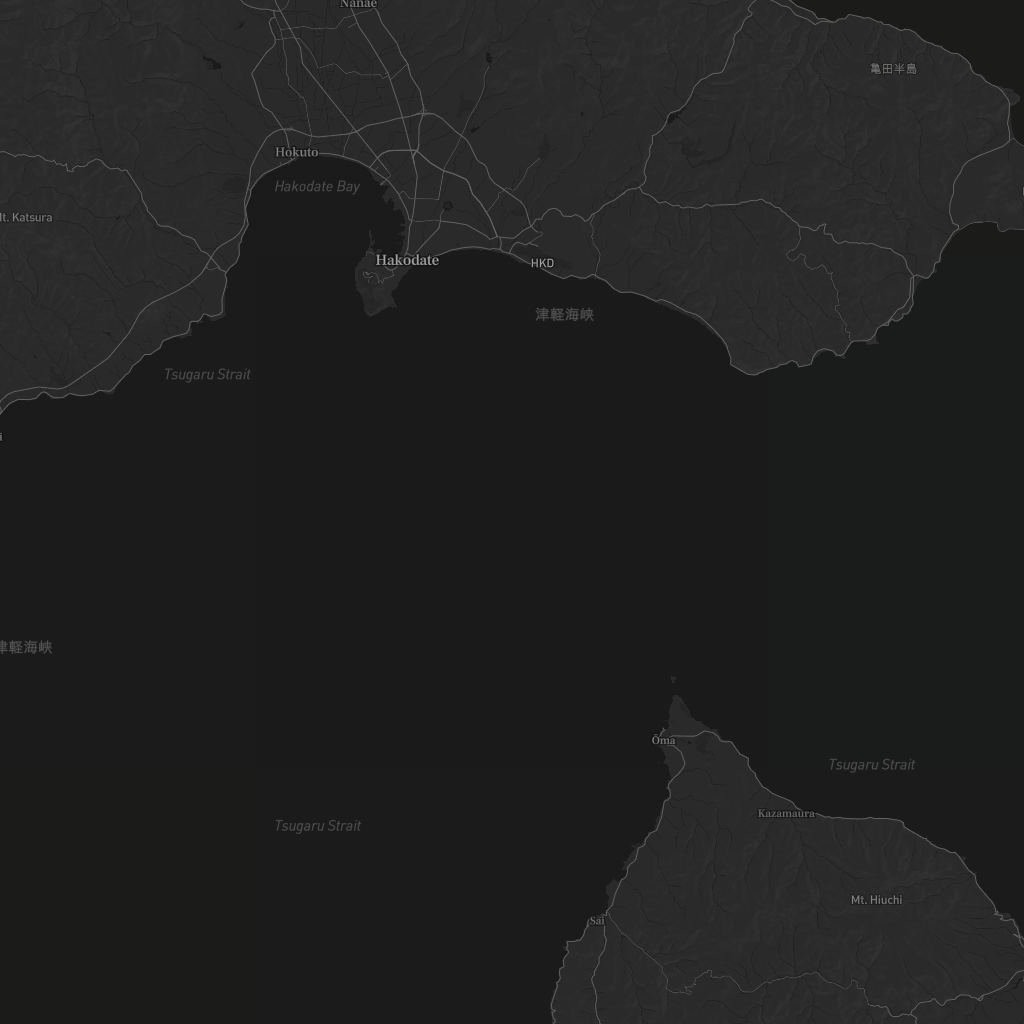 Nanae
亀田半島
Hokuto
Hakodate Bay
Mt. Katsura
Hakodate
HKD
津軽海峡
Tsugaru Strait
i
津軽海峡
Ōma
Tsugaru Strait
Kazamaura
Tsugaru Strait
Mt. Hiuchi
Sai